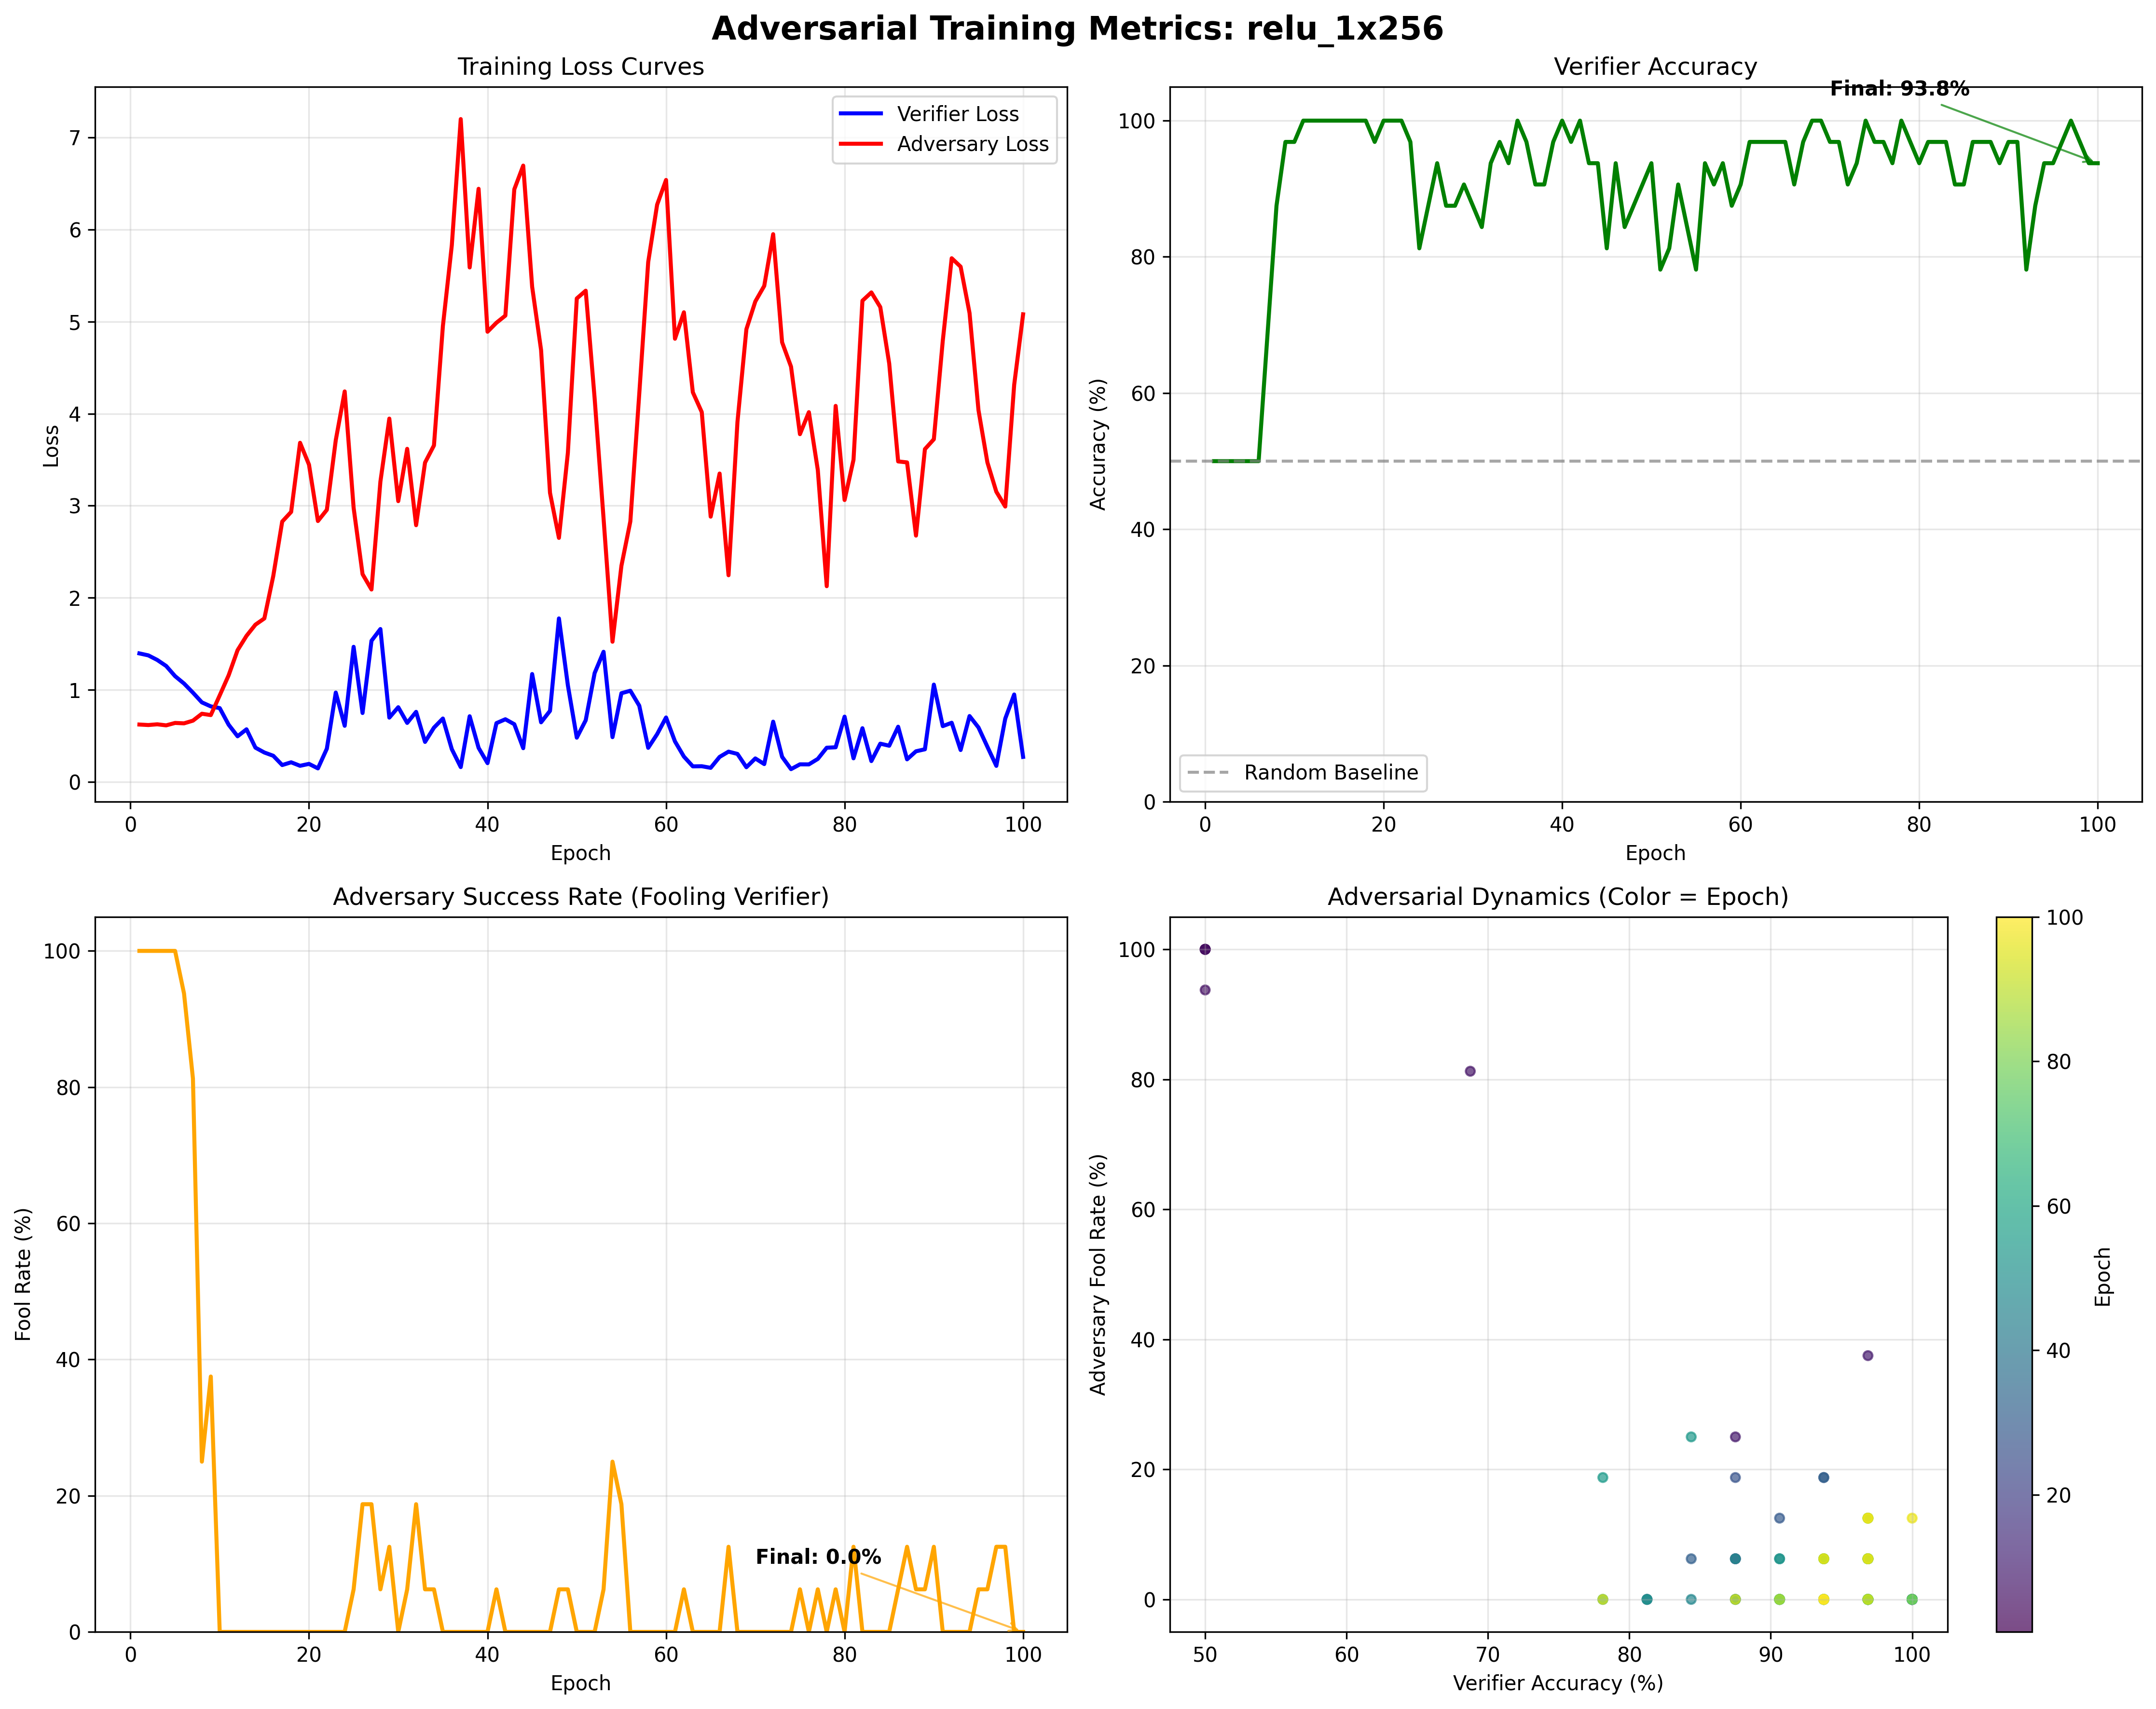 Adversarial Training Metrics: relu_1x256
Training Loss Curves
Verifier Loss
Adversary Loss
7
6
5
4
3
2
1
0
Loss
0 20 40 60 80 100
Epoch
Verifier Accuracy
Final: 93.8%
100
80
60
40
20
0
Accuracy (%)
Random Baseline
0 20 40 60 80 100
Epoch
Adversary Success Rate (Fooling Verifier)
100
80
60
40
20
0
Fool Rate (%)
Final: 0.0%
0 20 40 60 80 100
Epoch
Adversarial Dynamics (Color = Epoch)
100
80
60
40
20
0
Adversary Fool Rate (%)
50 60 70 80 90 100
Verifier Accuracy (%)
100
80
60
40
20
Epoch